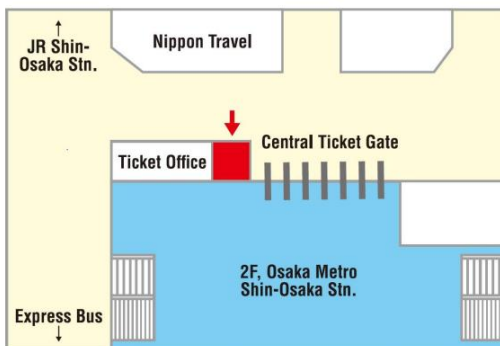 ↑
JR Shin-
Osaka Stn.
Nippon Travel
Ticket Office
Central Ticket Gate
2F, Osaka Metro
Shin-Osaka Stn.
Express Bus
↓